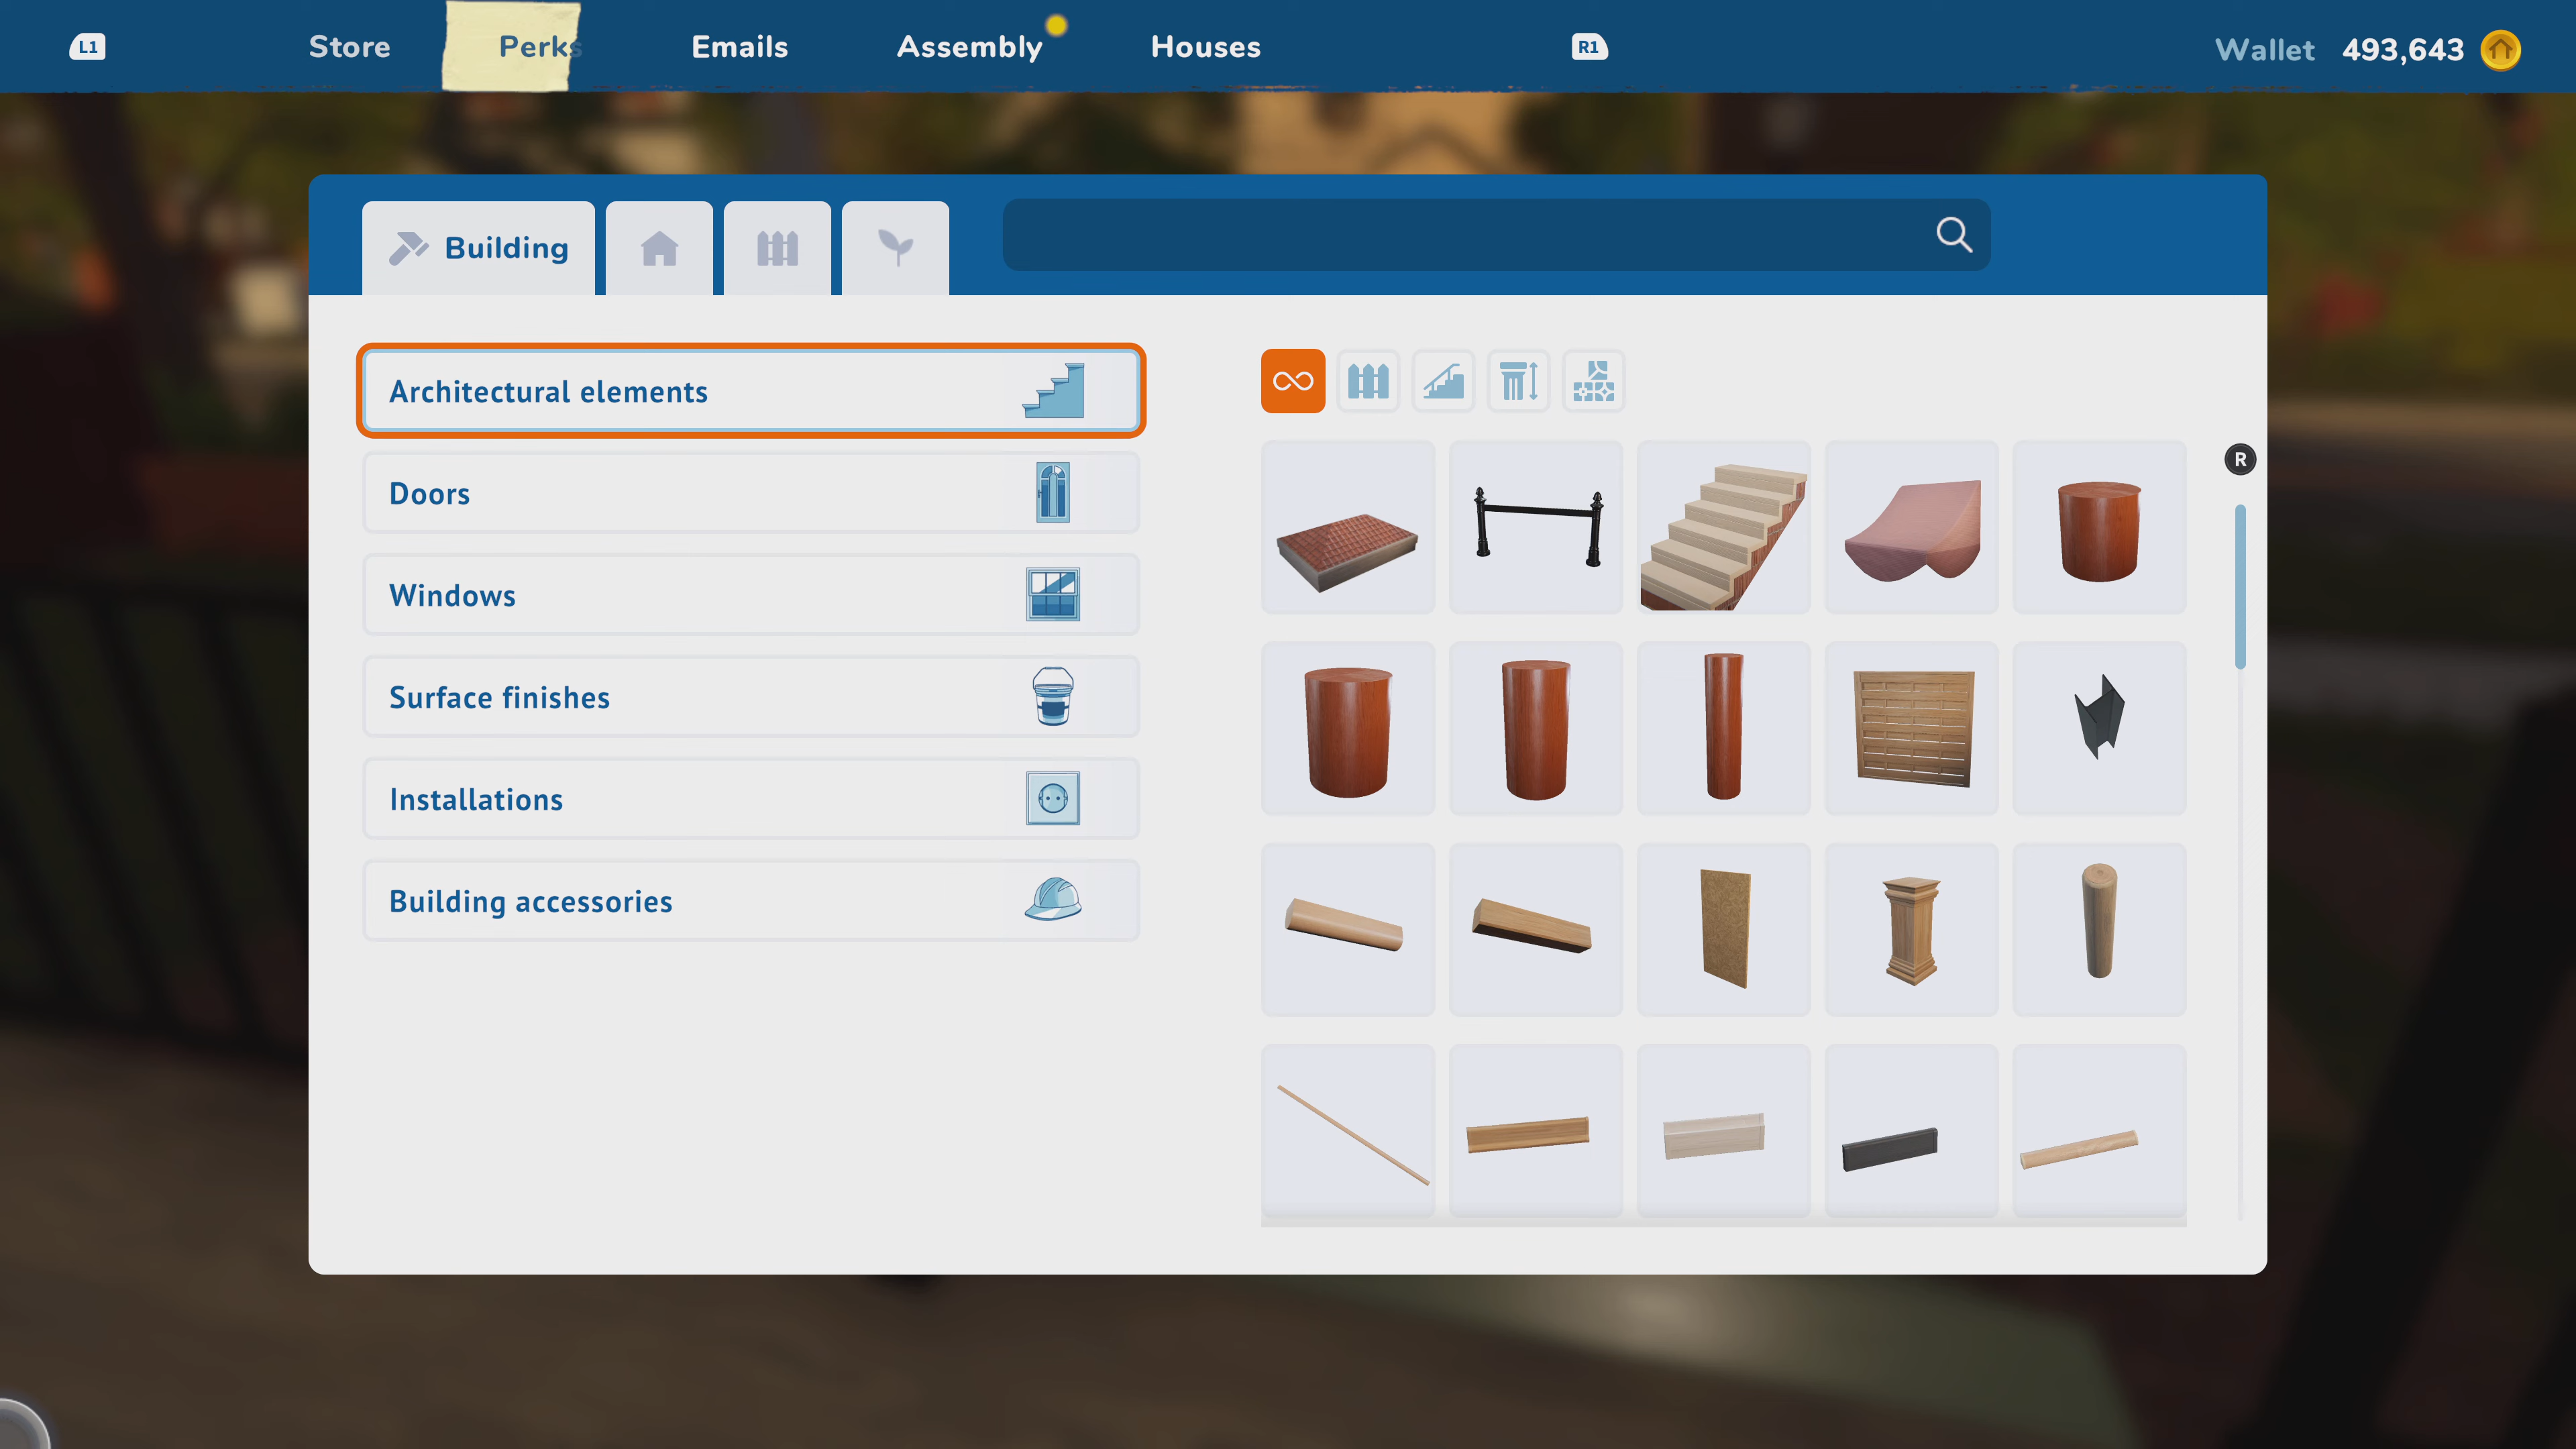 L1
Store
Perks
Emails
Assembly
Houses
R1
Wallet 493,643
Building
Architectural elements
Doors
Windows
Surface finishes
Installations
Building accessories
R